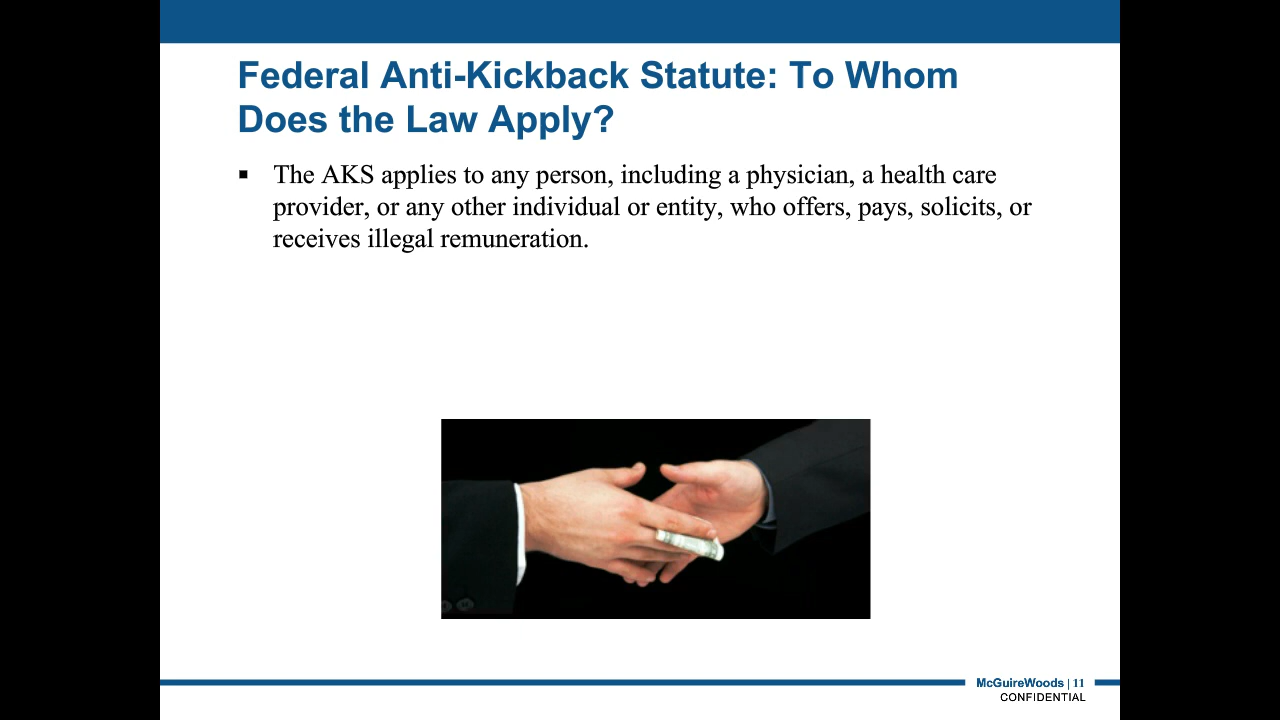 Federal Anti-Kickback Statute: To Whom
Does the Law Apply?
▪ The AKS applies to any person, including a physician, a health care
provider, or any other individual or entity, who offers, pays, solicits, or
receives illegal remuneration.
McGuireWoods | 11
CONFIDENTIAL